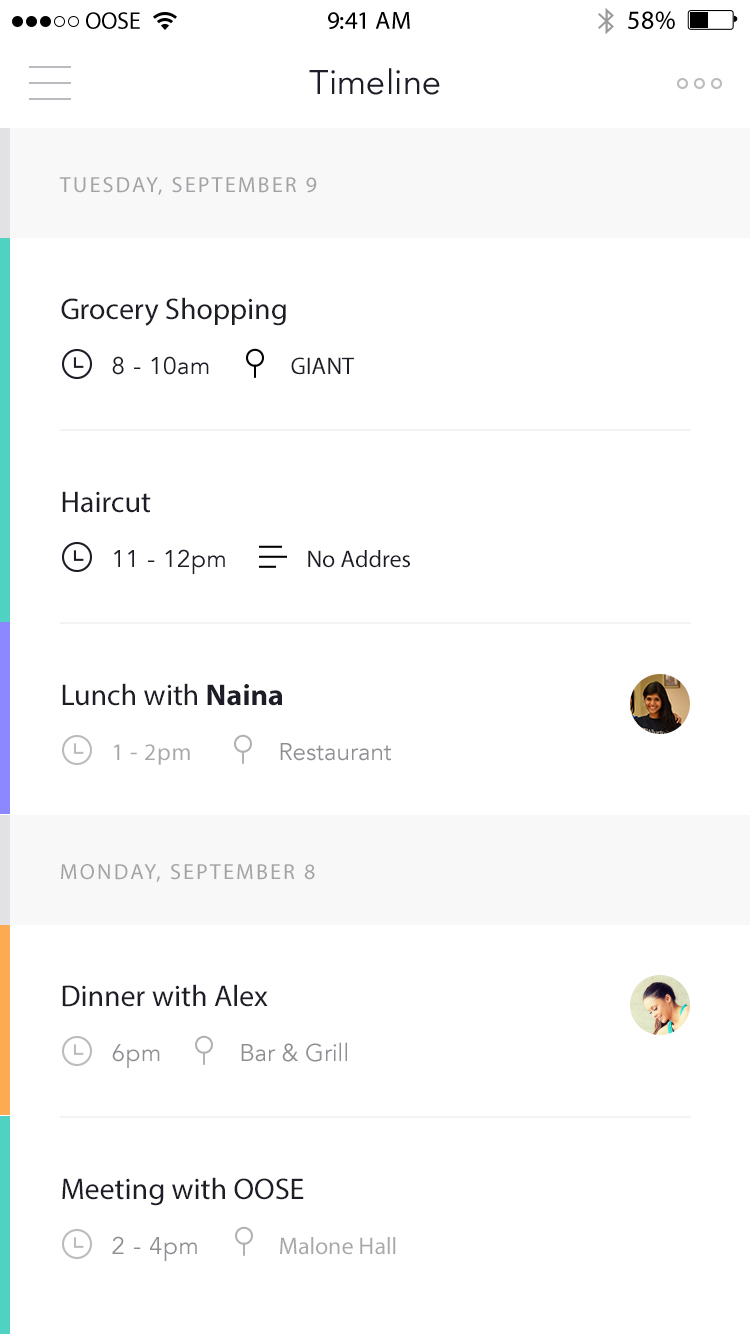 OOSE 9:41 AM 58%
Timeline
TUESDAY, SEPTEMBER 9
Grocery Shopping
8 - 10am GIANT
Haircut
11 - 12pm No Addres
Lunch with Naina
1 - 2pm Restaurant
MONDAY, SEPTEMBER 8
Dinner with Alex
6pm Bar & Grill
Meeting with OOSE
2 - 4pm Malone Hall